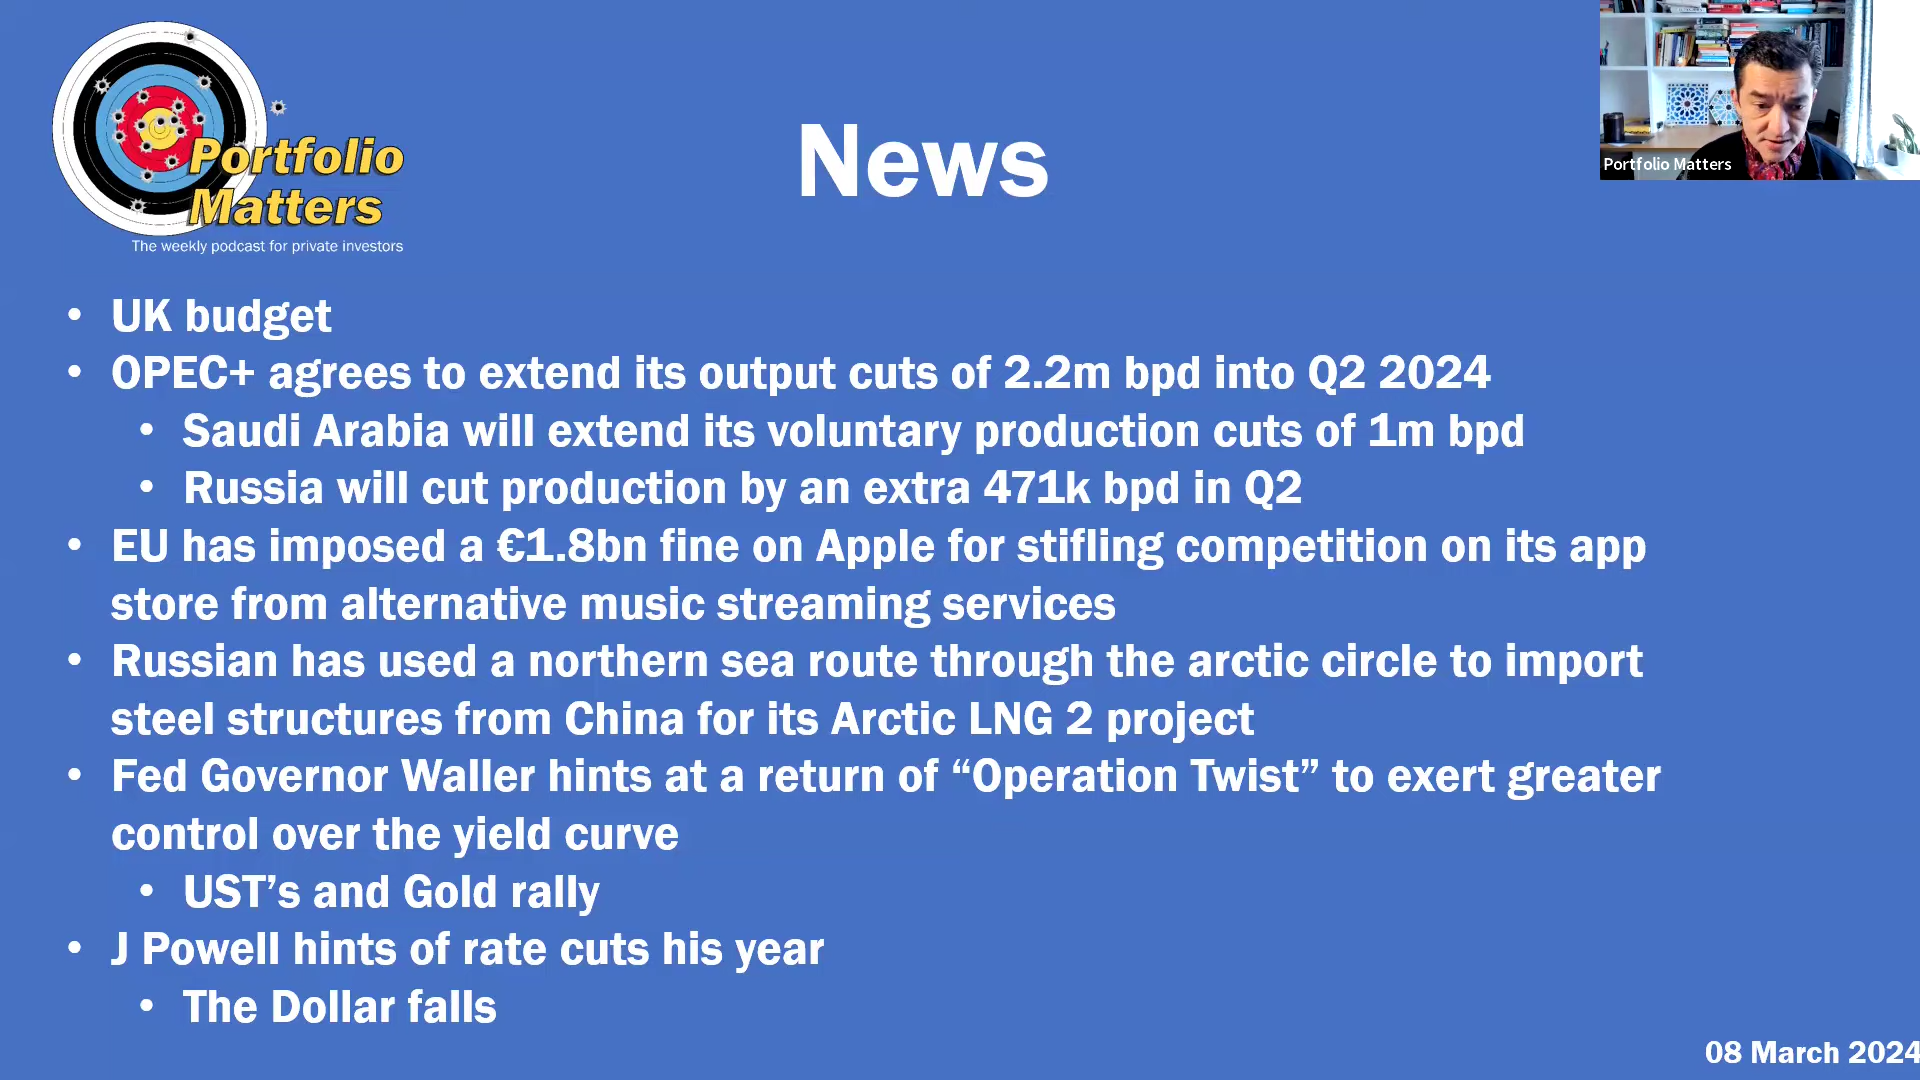 Portfolio
Matters
The weekly podcast for private investors
News
Portfolio Matters
• UK budget
• OPEC+ agrees to extend its output cuts of 2.2m bpd into Q2 2024
• Saudi Arabia will extend its voluntary production cuts of 1m bpd
• Russia will cut production by an extra 471k bpd in Q2
• EU has imposed a €1.8bn fine on Apple for stifling competition on its app
store from alternative music streaming services
• Russian has used a northern sea route through the arctic circle to import
steel structures from China for its Arctic LNG 2 project
• Fed Governor Waller hints at a return of “Operation Twist” to exert greater
control over the yield curve
• UST’s and Gold rally
• J Powell hints of rate cuts his year
• The Dollar falls
08 March 2024